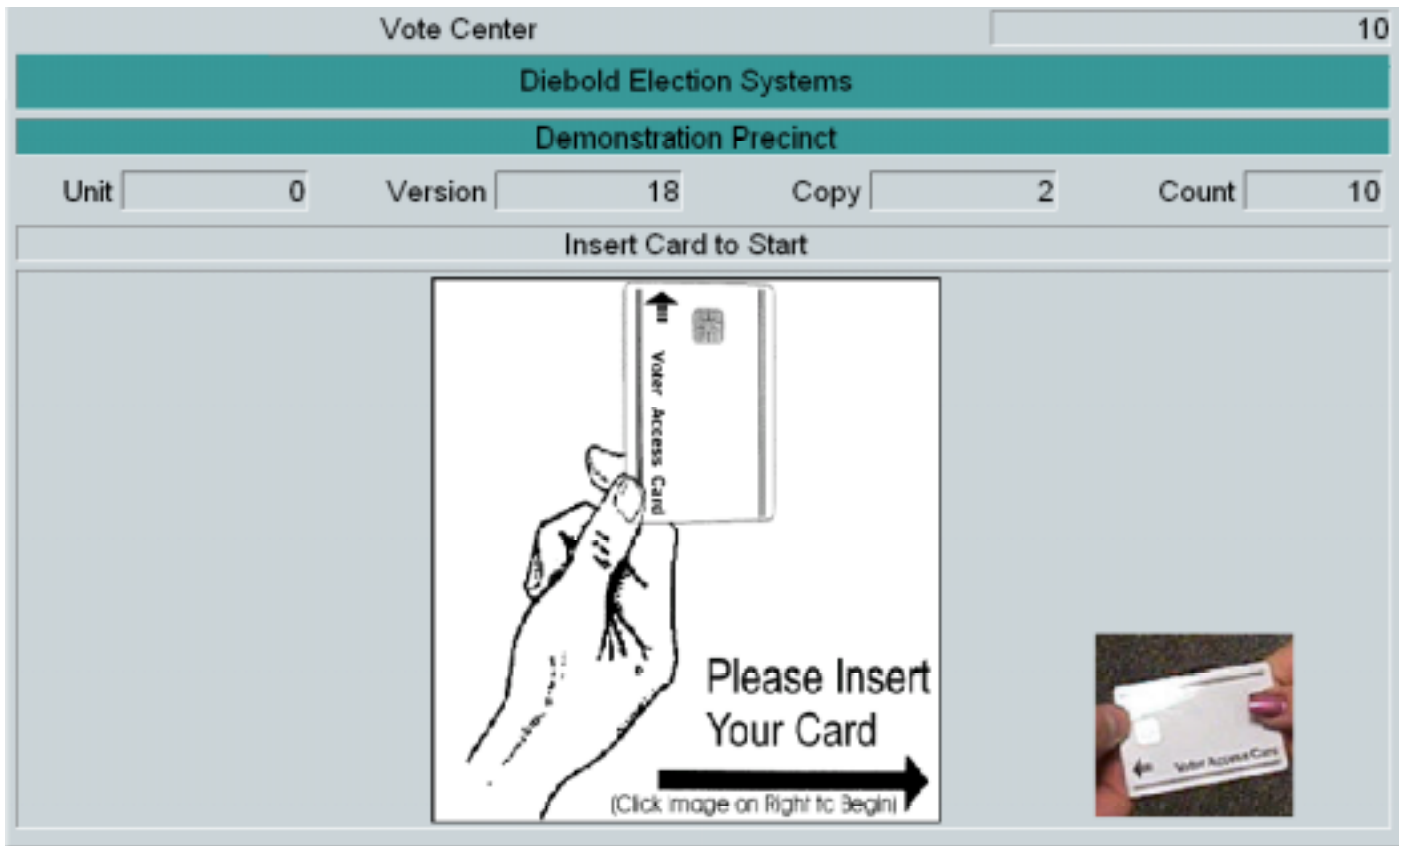 Vote Center 10
Diebold Election Systems
Demonstration Precinct
Unit 0 Version 18 Copy 2 Count 10
Insert Card to Start
Voter Access Card
Please Insert
Your Card
(Click Image on Right to Begin)
Voter Access Card